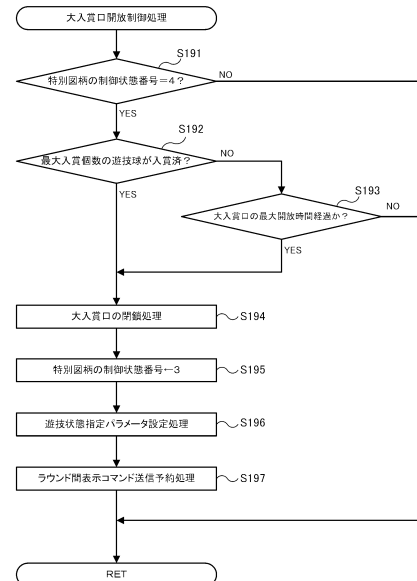 大入賞口開放制御処理
S191
特別図柄の制御状態番号＝4？
NO
YES
S192
最大入賞個数の遊技球が入賞済？
NO
YES
S193
大入賞口の最大開放時間経過か？
NO
YES
大入賞口の閉鎖処理
S194
特別図柄の制御状態番号←3
S195
遊技状態指定パラメータ設定処理
S196
ラウンド間表示コマンド送信予約処理
S197
RET